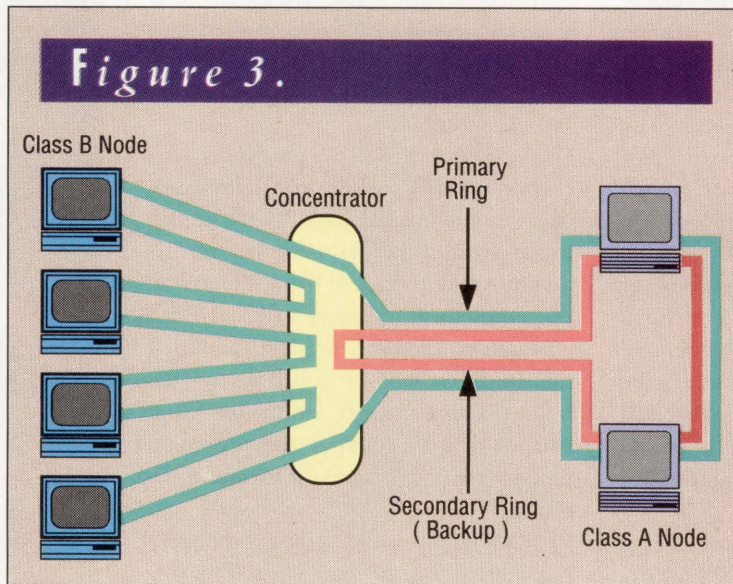 Figure 3.
Class B Node
Concentrator
Primary
Ring
Secondary Ring
( Backup )
Class A Node